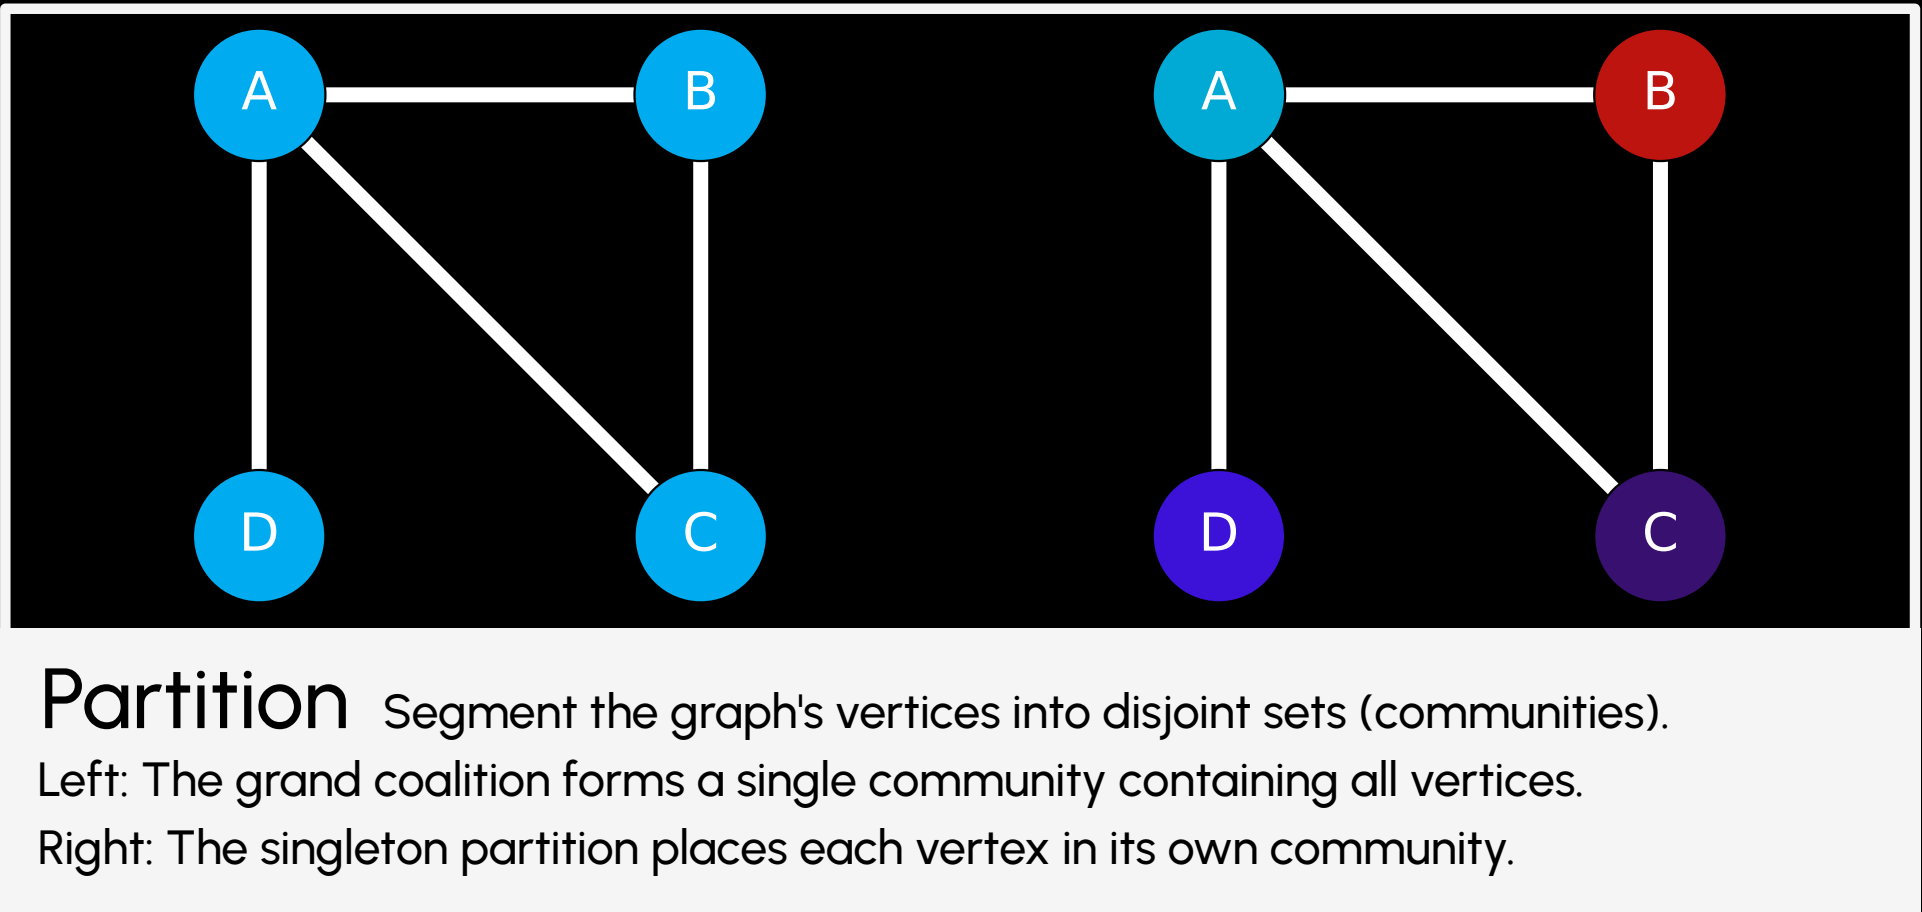 A
B
A
B
D
C
D
C
Partition Segment the graph's vertices into disjoint sets (communities).
Left: The grand coalition forms a single community containing all vertices.
Right: The singleton partition places each vertex in its own community.